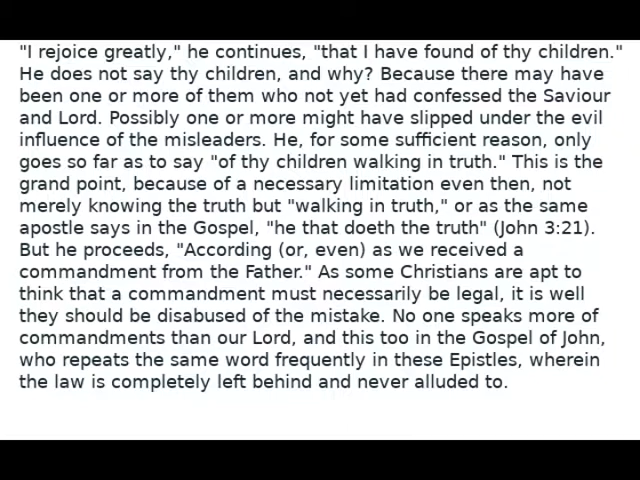 "I rejoice greatly," he continues, "that I have found of thy children."
He does not say thy children, and why? Because there may have
been one or more of them who not yet had confessed the Saviour
and Lord. Possibly one or more might have slipped under the evil
influence of the misleaders. He, for some sufficient reason, only
goes so far as to say "of thy children walking in truth." This is the
grand point, because of a necessary limitation even then, not
merely knowing the truth but "walking in truth," or as the same
apostle says in the Gospel, "he that doeth the truth" (John 3:21).
But he proceeds, "According (or, even) as we received a
commandment from the Father." As some Christians are apt to
think that a commandment must necessarily be legal, it is well
they should be disabused of the mistake. No one speaks more of
commandments than our Lord, and this too in the Gospel of John,
who repeats the same word frequently in these Epistles, wherein
the law is completely left behind and never alluded to.